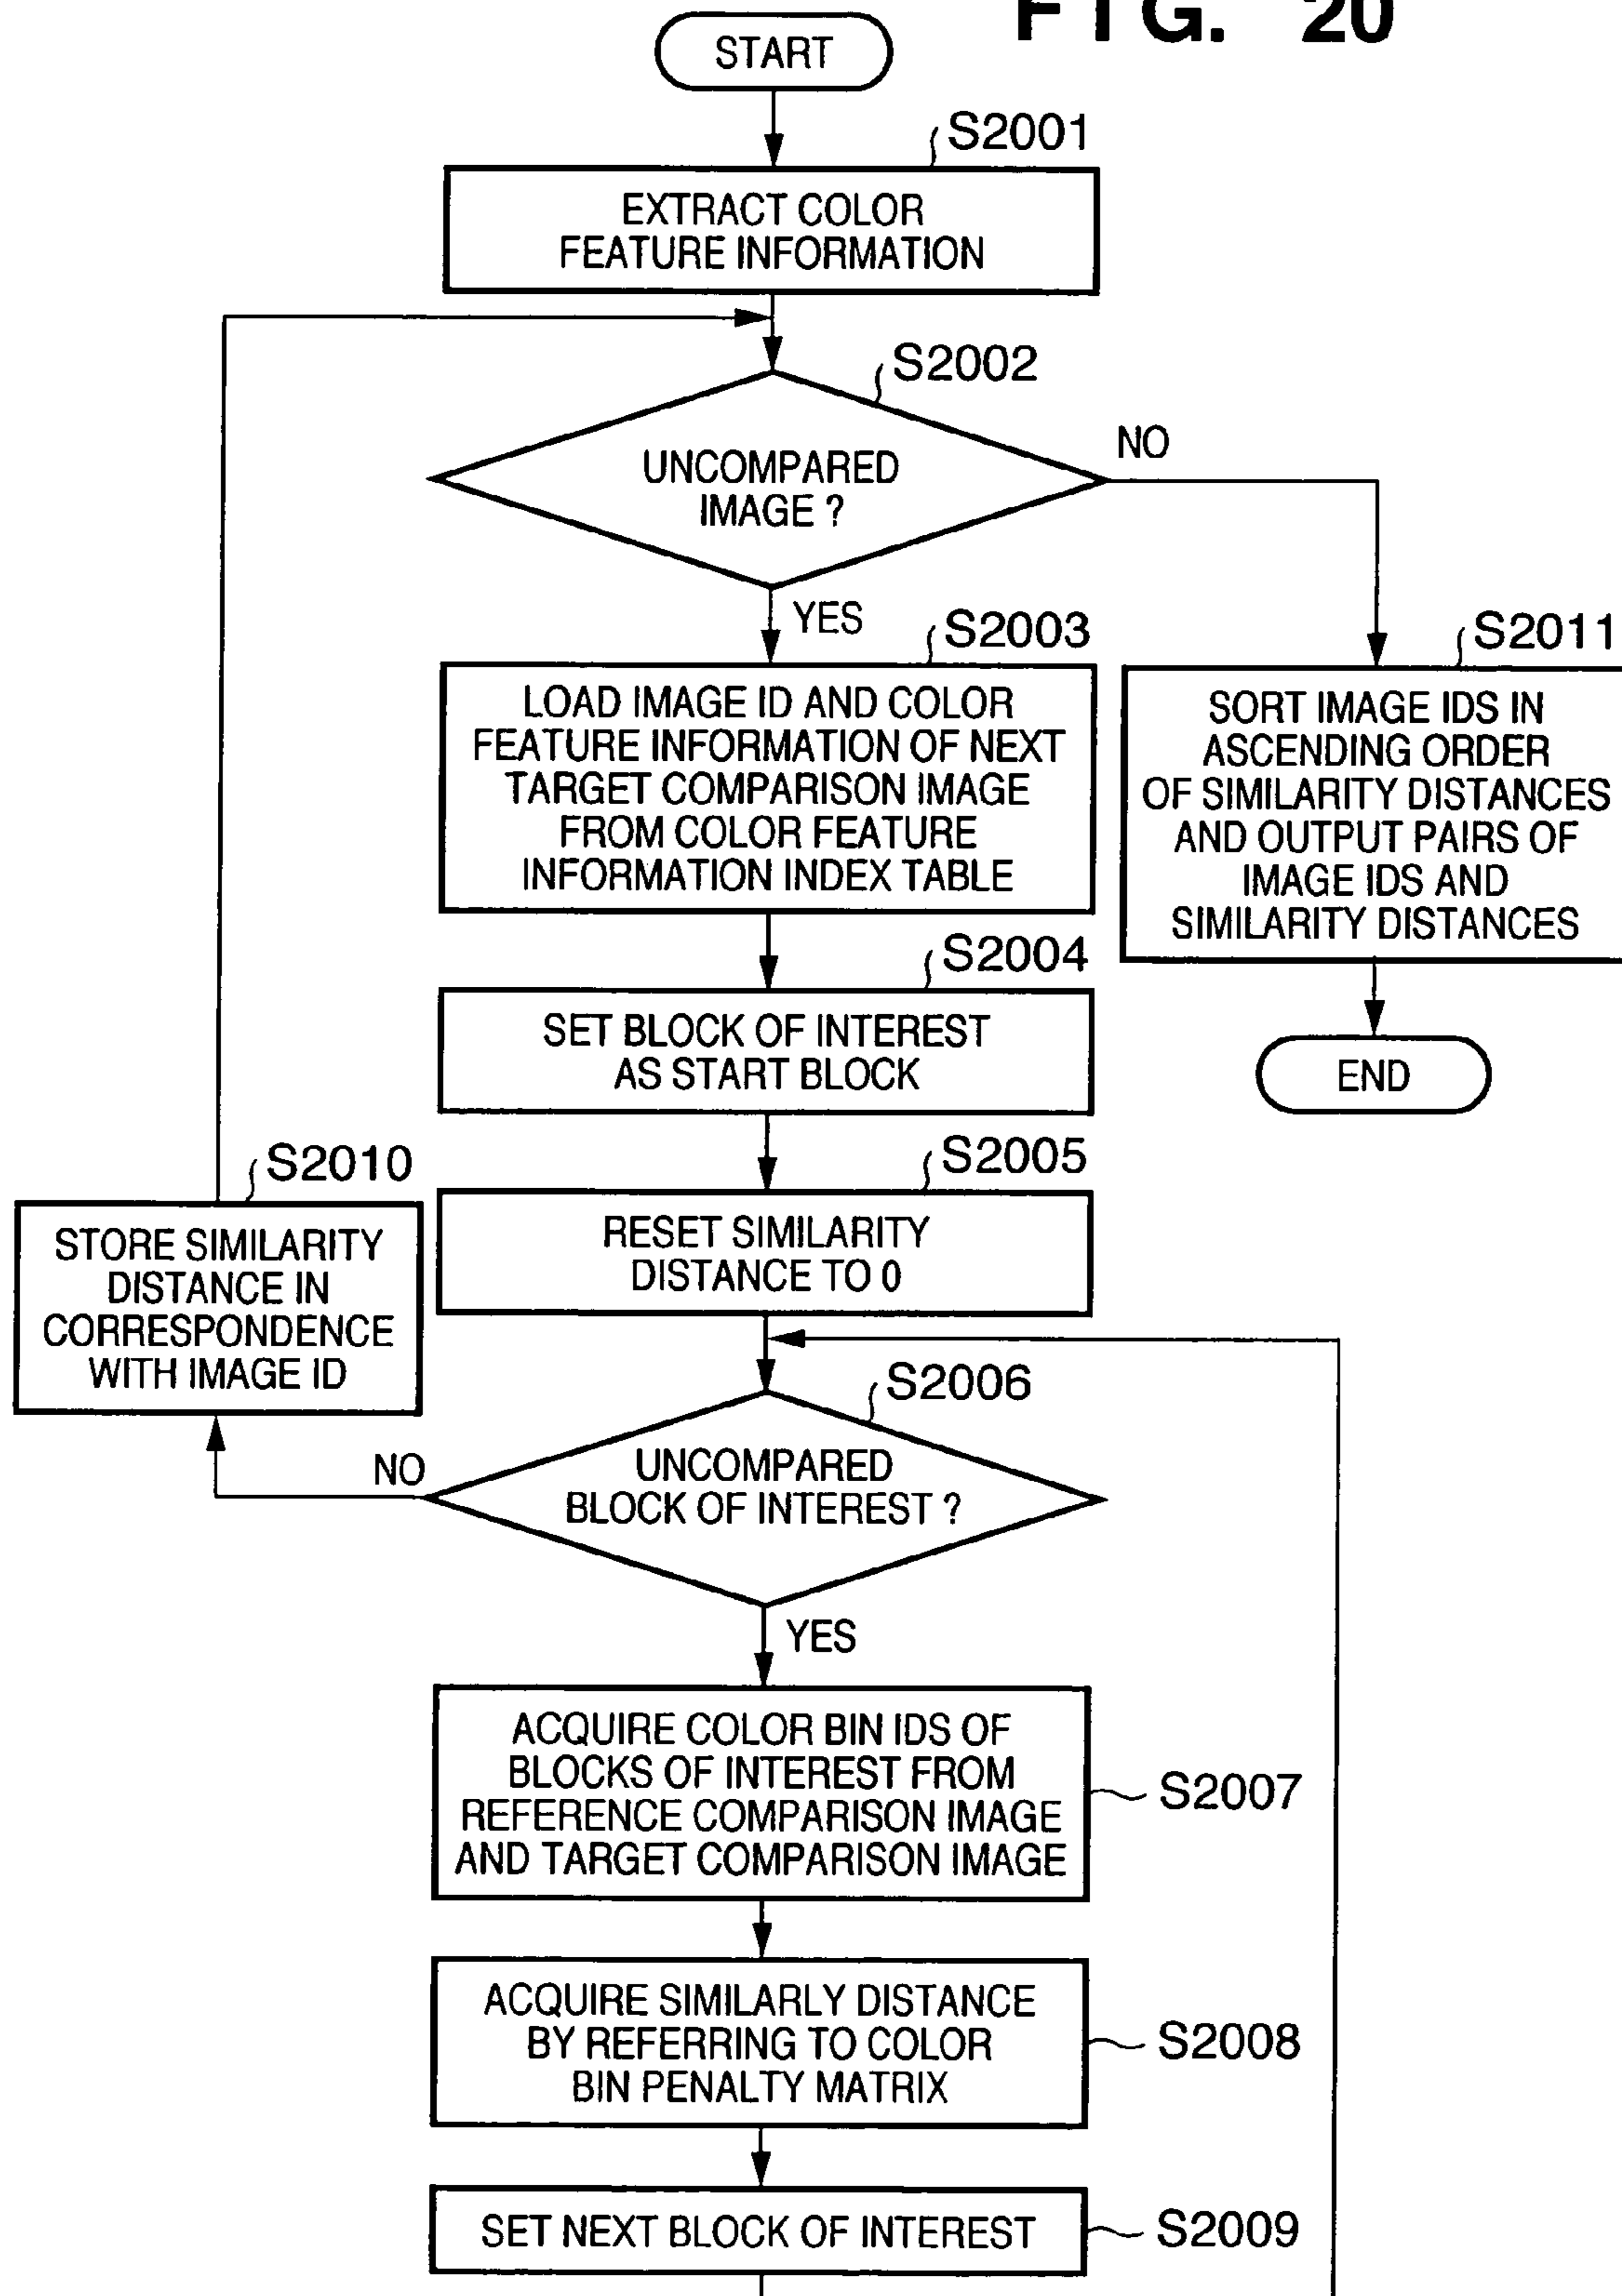 FIG. 20
START
S2001
EXTRACT COLOR
FEATURE INFORMATION
S2002
UNCOMPARED
IMAGE ?
NO
YES
S2003
LOAD IMAGE ID AND COLOR
FEATURE INFORMATION OF NEXT
TARGET COMPARISON IMAGE
FROM COLOR FEATURE
INFORMATION INDEX TABLE
S2011
SORT IMAGE IDS IN
ASCENDING ORDER
OF SIMILARITY DISTANCES
AND OUTPUT PAIRS OF
IMAGE IDS AND
SIMILARITY DISTANCES
END
S2004
SET BLOCK OF INTEREST
AS START BLOCK
S2005
RESET SIMILARITY
DISTANCE TO 0
S2010
STORE SIMILARITY
DISTANCE IN
CORRESPONDENCE
WITH IMAGE ID
S2006
UNCOMPARED
BLOCK OF INTEREST ?
NO
YES
S2007
ACQUIRE COLOR BIN IDS OF
BLOCKS OF INTEREST FROM
REFERENCE COMPARISON IMAGE
AND TARGET COMPARISON IMAGE
S2008
ACQUIRE SIMILARLY DISTANCE
BY REFERRING TO COLOR
BIN PENALTY MATRIX
S2009
SET NEXT BLOCK OF INTEREST